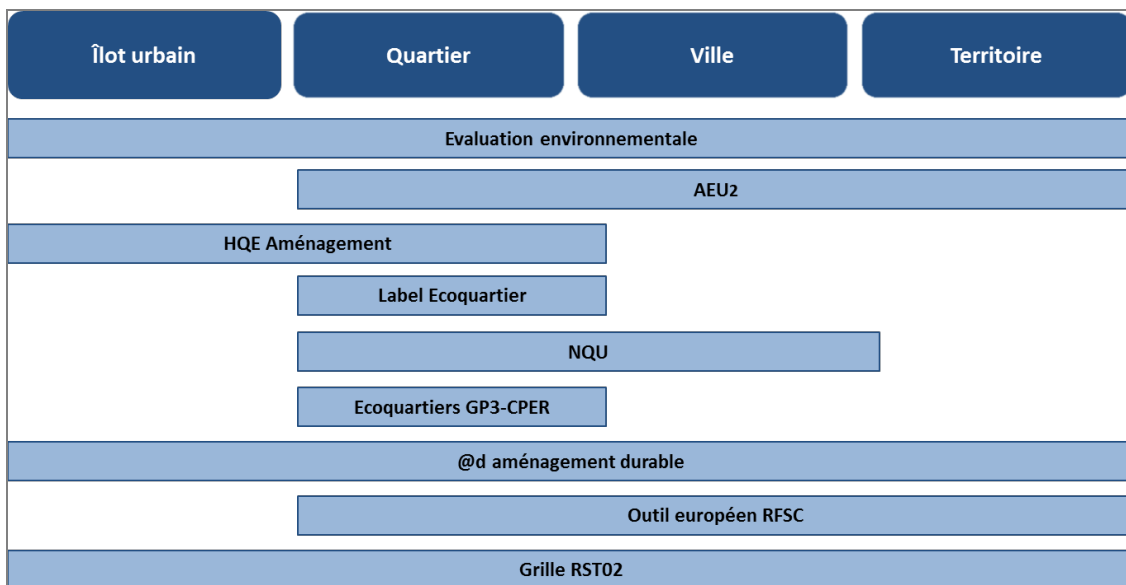 Îlot urbain
Quartier
Ville
Territoire
Evaluation environnementale
AEU2
HQE Aménagement
Label Ecoquartier
NQU
Ecoquartiers GP3-CPER
@d aménagement durable
Outil européen RFSC
Grille RST02